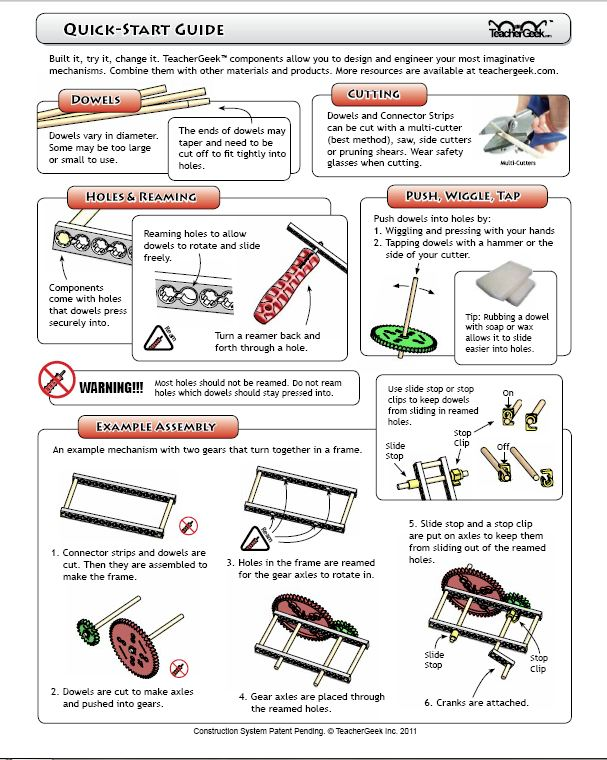 QUICK-START GUIDE
TeacherGeek.com
Built it, try it, change it. TeacherGeek™ components allow you to design and engineer your most imaginative
mechanisms. Combine them with other materials and products. More resources are available at teachergeek.com.
DOWELS
Dowels vary in diameter.
Some may be too large
or small to use.
The ends of dowels may
taper and need to be
cut off to fit tightly into
holes.
CUTTING
Dowels and Connector Strips
can be cut with a multi-cutter
(best method), saw, side cutters
or pruning shears. Wear safety
glasses when cutting.
Multi-Cutters
HOLES & REAMING
Components
come with holes
that dowels press
securely into.
Reaming holes to allow
dowels to rotate and slide
freely.
Ream
Turn a reamer back and
forth through a hole.
PUSH, WIGGLE, TAP
Push dowels into holes by:
1. Wiggling and pressing with your hands
2. Tapping dowels with a hammer or the
side of your cutter.
Tip: Rubbing a dowel
with soap or wax
allows it to slide
easier into holes.
WARNING!!!
Most holes should not be reamed. Do not ream
holes which dowels should stay pressed into.
Use slide stop or stop
clips to keep dowels
from sliding in reamed
holes.
On
Stop
Clip
Slide
Stop
Off
EXAMPLE ASSEMBLY
An example mechanism with two gears that turn together in a frame.
1. Connector strips and dowels are
cut. Then they are assembled to
make the frame.
2. Dowels are cut to make axles
and pushed into gears.
Ream
3. Holes in the frame are reamed
for the gear axles to rotate in.
4. Gear axles are placed through
the reamed holes.
5. Slide stop and a stop clip
are put on axles to keep them
from sliding out of the reamed
holes.
Slide
Stop
Stop
Clip
6. Cranks are attached.
Construction System Patent Pending. © TeacherGeek Inc. 2011